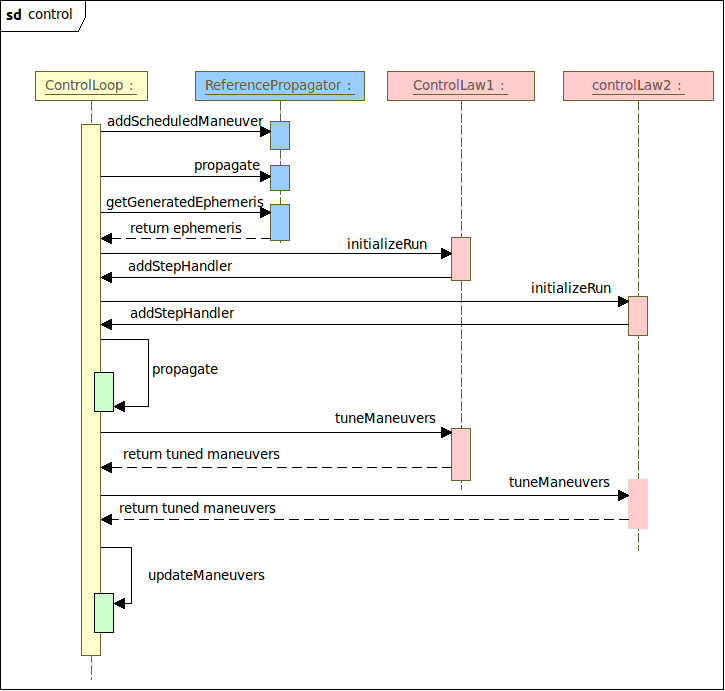 sd control
ControlLoop :
ReferencePropagator :
ControlLaw1 :
controlLaw2 :
addScheduledManeuver
propagate
getGeneratedEphemeris
return ephemeris
initializeRun
addStepHandler
initializeRun
addStepHandler
propagate
tuneManeuvers
return tuned maneuvers
tuneManeuvers
return tuned maneuvers
updateManeuvers